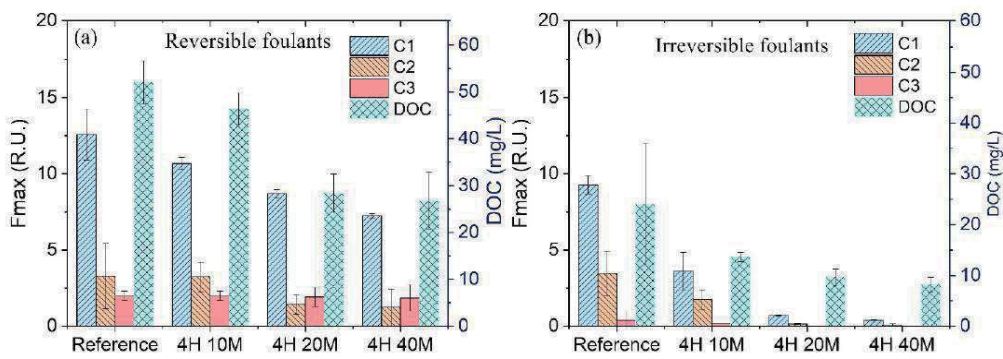 (a) Reversible foulants
C1
C2
C3
DOC
Fmax (R.U.)
20
15
10
5
0
DOC (mg/L)
60
50
40
30
20
10
0
Reference 4H 10M 4H 20M 4H 40M
(b) Irreversible foulants
C1
C2
C3
DOC
Fmax (R.U.)
20
15
10
5
0
DOC (mg/L)
60
50
40
30
20
10
0
Reference 4H 10M 4H 20M 4H 40M